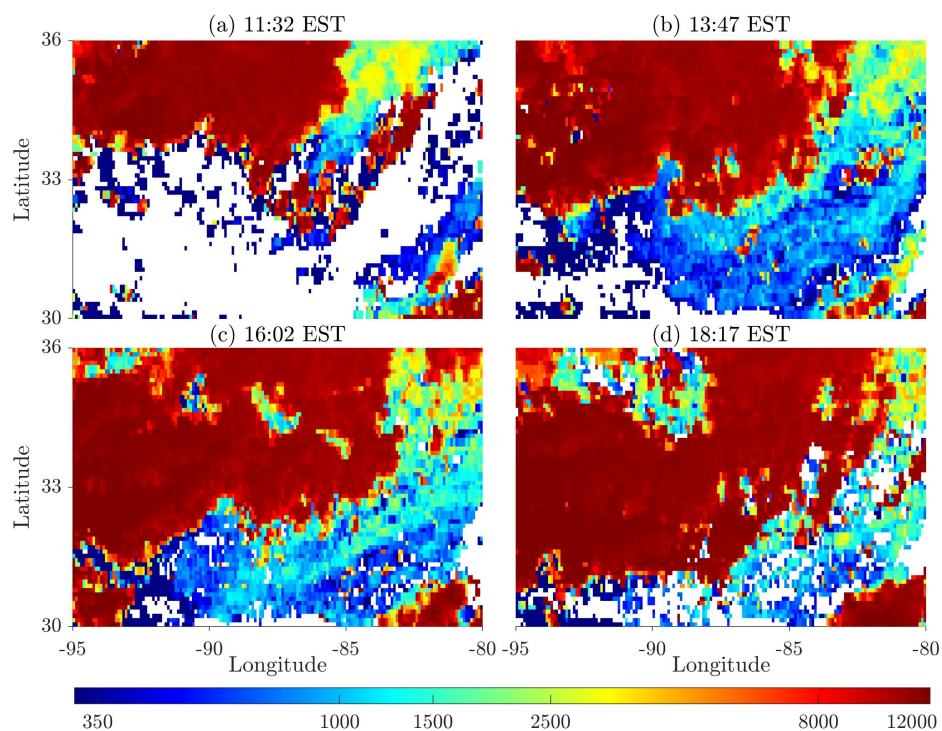 (a) 11:32 EST
(b) 13:47 EST
36
33
30
Latitude
(c) 16:02 EST
(d) 18:17 EST
36
33
30
Latitude
-95
-90
-85
-80
-95
-90
-85
-80
Longitude
Longitude
350
1000
1500
2500
8000
12000